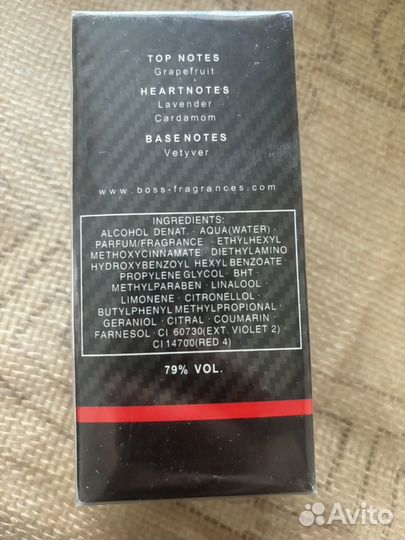 TOP NOTES
Grapefruit
HEARTNOTES
Lavender
Cardamom
BASENOTES
Vetyver
www.boss-fragrances.com
INGREDIENTS:
ALCOHOL DENAT. · AQUA(WATER) ·
PARFUM/FRAGRANCE · ETHYLHEXYL
METHOXYCINNAMATE · DIETHYLAMINO
HYDROXYBENZOYL HEXYL BENZOATE ·
PROPYLENE GLYCOL · BHT ·
METHYLPARABEN · LINALOOL ·
LIMONENE · CITRONELLOL ·
BUTYLPHENYL METHYLPROPIONAL ·
GERANIOL · CITRAL · COUMARIN ·
FARNESOL · CI 60730(EXT. VIOLET 2) ·
CI 14700(RED 4)
79% VOL.
Avito